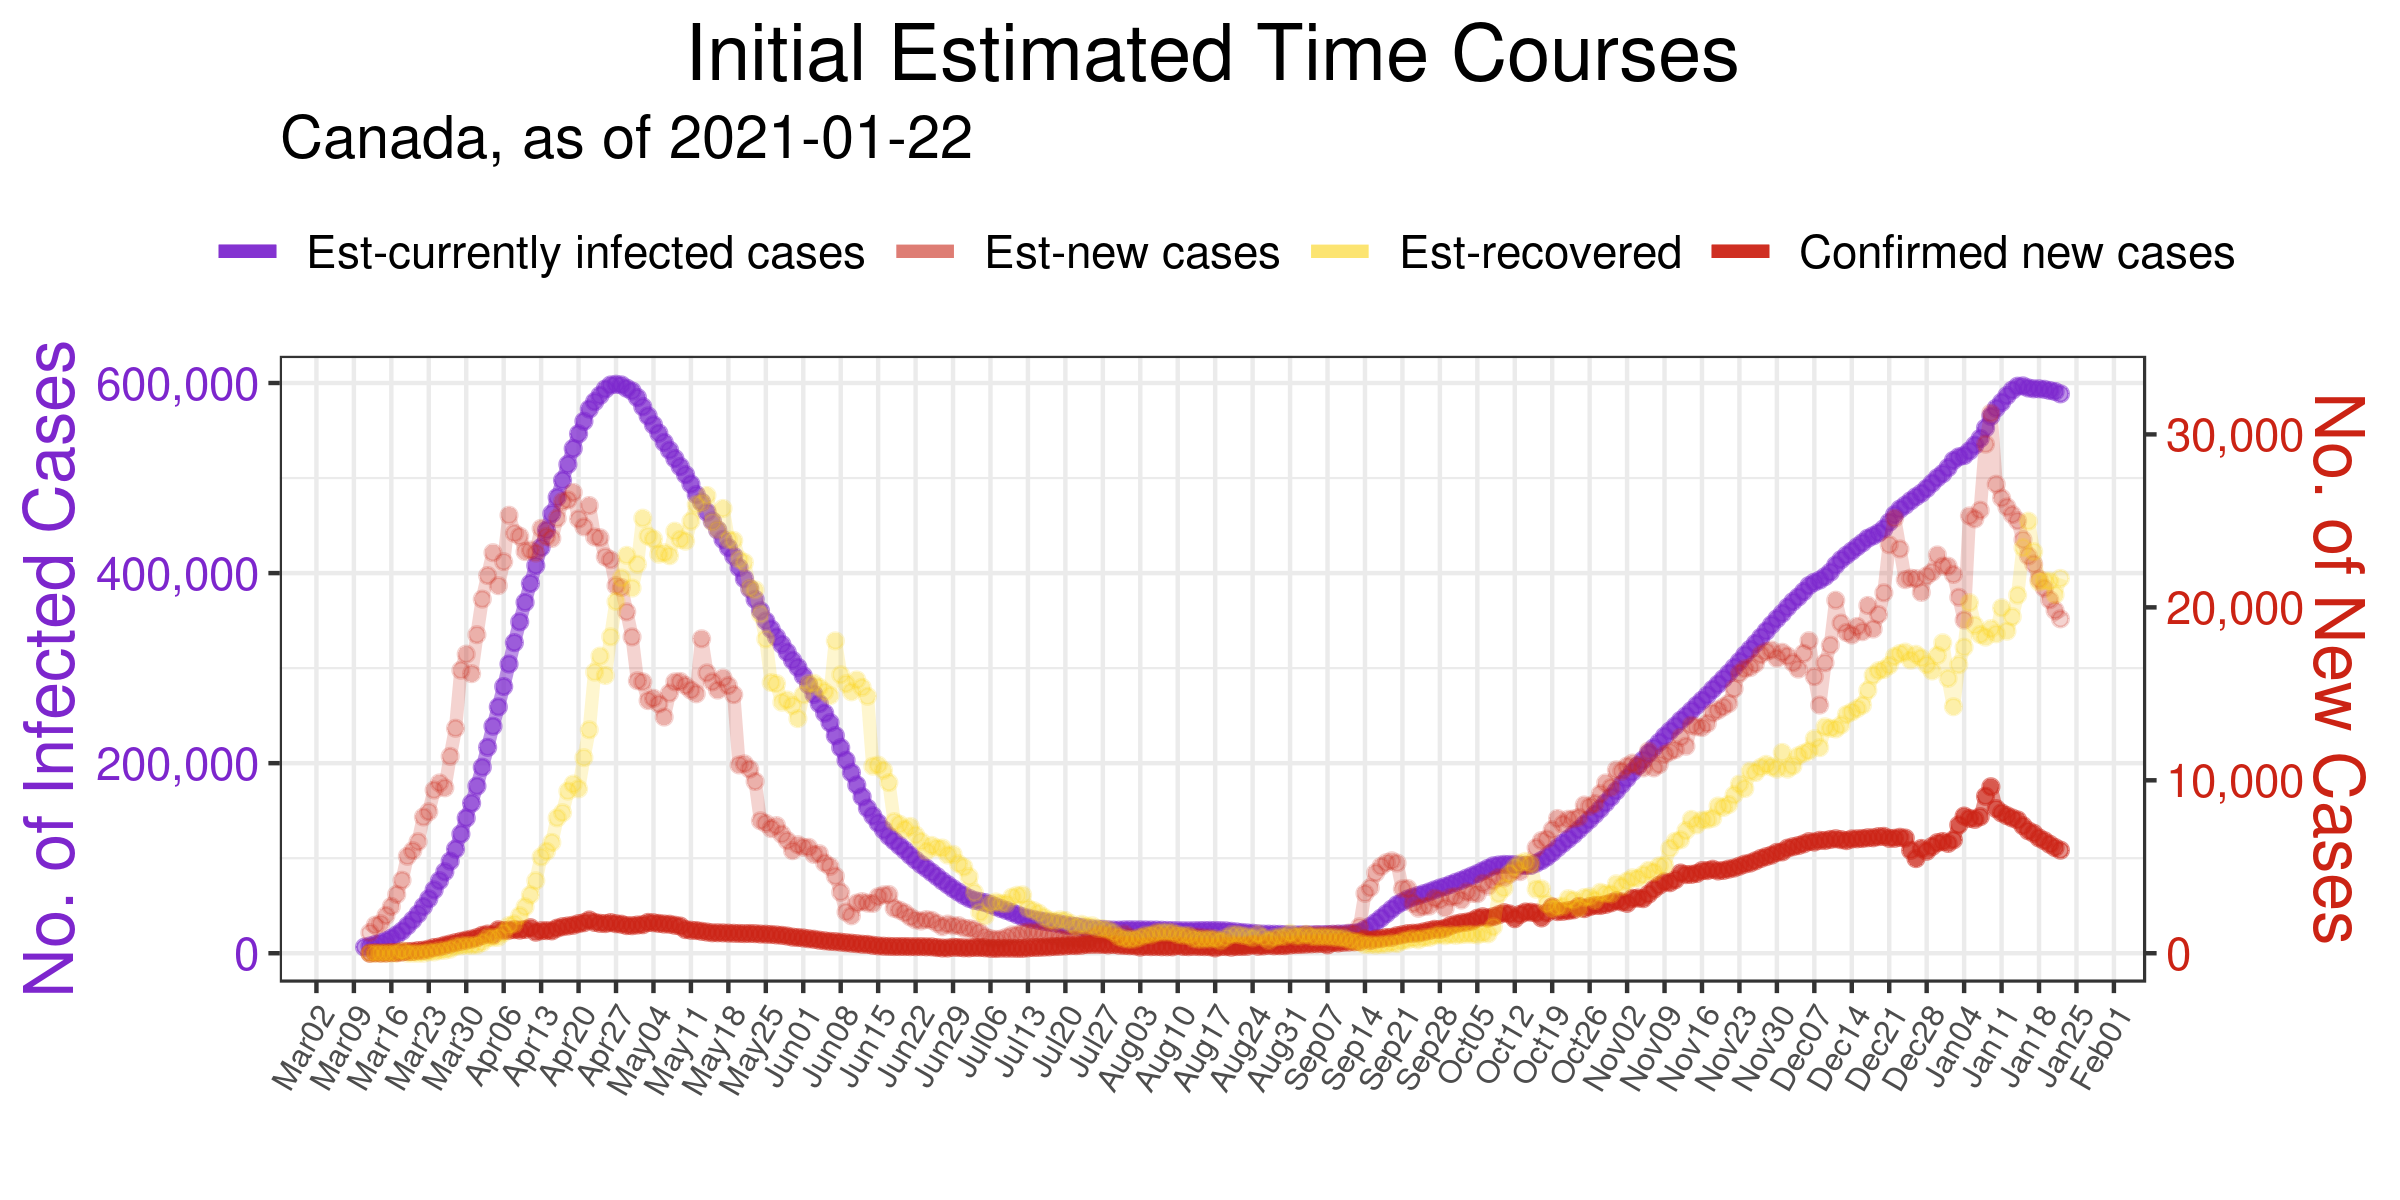 Initial Estimated Time Courses
Canada, as of 2021-01-22
Est-currently infected cases Est-new cases Est-recovered Confirmed new cases
No. of Infected Cases
600,000
400,000
200,000
0
30,000
20,000
10,000
0
No. of New Cases
Mar02 Mar09 Mar16 Mar23 Mar30 Apr06 Apr13 Apr20 Apr27 May04 May11 May18 May25 Jun01 Jun08 Jun15 Jun22 Jun29 Jul06 Jul13 Jul20 Jul27 Aug03 Aug10 Aug17 Aug24 Aug31 Sep07 Sep14 Sep21 Sep28 Oct05 Oct12 Oct19 Oct26 Nov02 Nov09 Nov16 Nov23 Nov30 Dec07 Dec14 Dec21 Dec28 Jan04 Jan11 Jan18 Jan25 Feb01